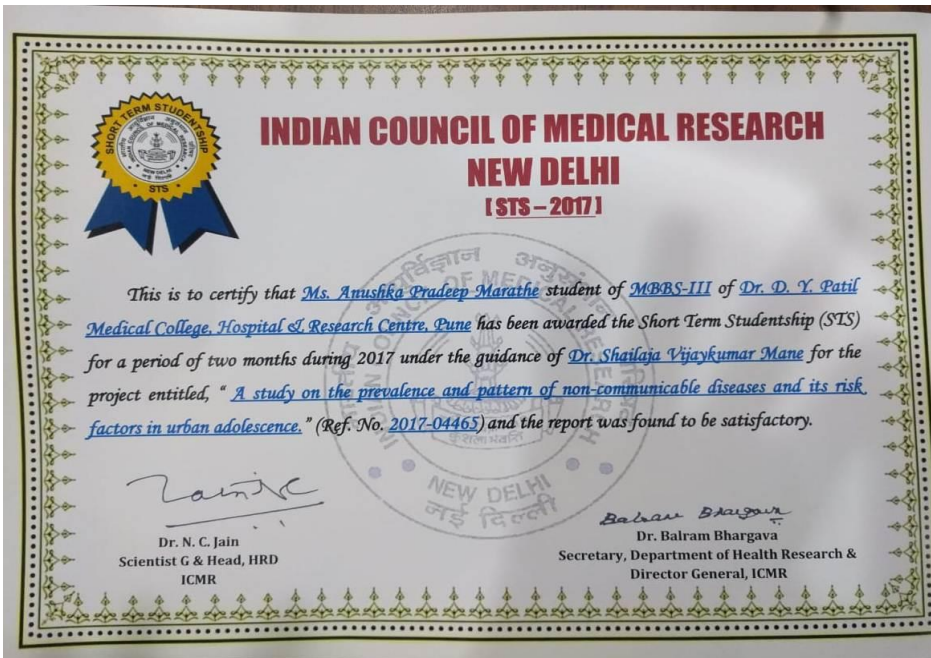 SHORT TERM STUDENTSHIP
STS
INDIAN COUNCIL OF MEDICAL RESEARCH
NEW DELHI
[ STS – 2017 ]
This is to certify that Ms. Anushka Pradeep Marathe student of MBBS-III of Dr. D. Y. Patil
Medical College, Hospital & Research Centre, Pune has been awarded the Short Term Studentship (STS)
for a period of two months during 2017 under the guidance of Dr. Shailaja Vijaykumar Mane for the
project entitled, “ A study on the prevalence and pattern of non-communicable diseases and its risk
factors in urban adolescence. ” (Ref. No. 2017-04465) and the report was found to be satisfactory.
NEW DELHI
नई दिल्ली
Balram Bhargava
Dr. N. C. Jain
Scientist G & Head, HRD
ICMR
Dr. Balram Bhargava
Secretary, Department of Health Research &
Director General, ICMR